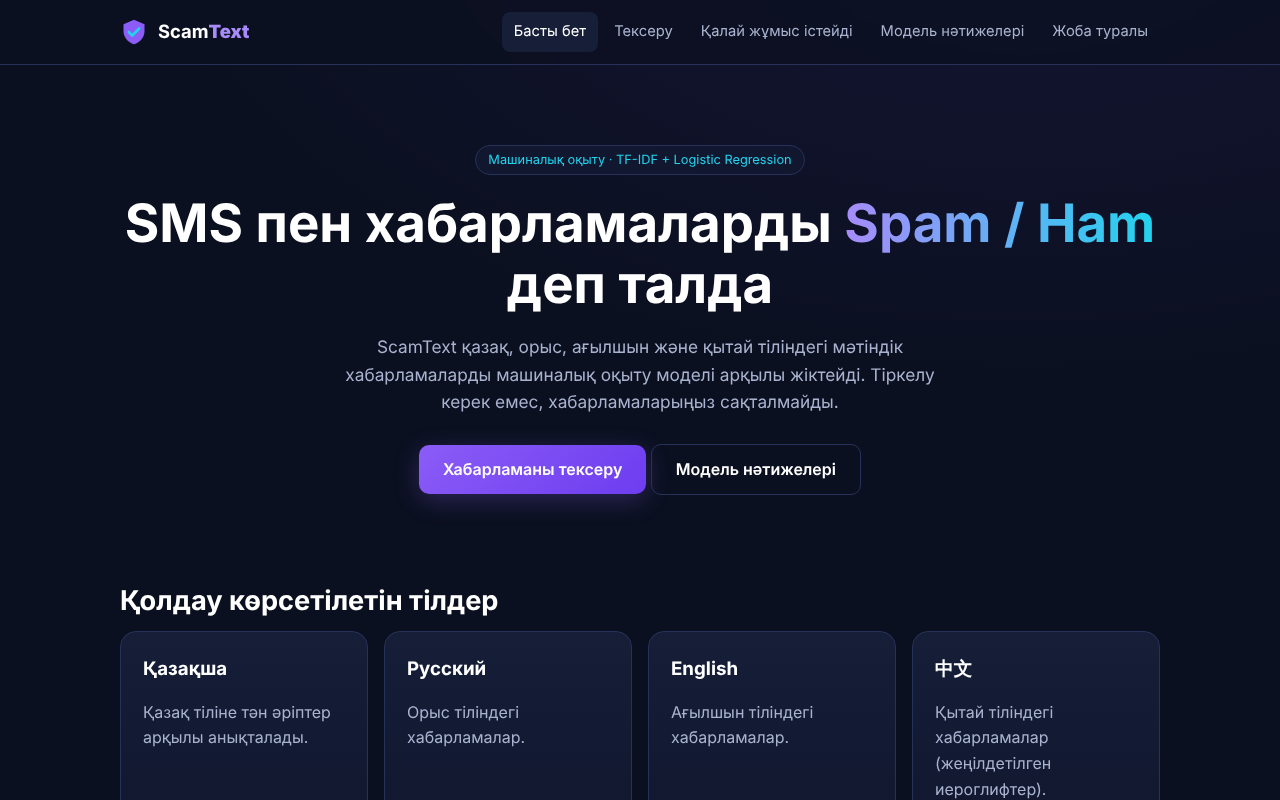 ScamText
Басты бет
Тексеру
Қалай жұмыс істейді
Модель нәтижелері
Жоба туралы
Машиналық оқыту · TF-IDF + Logistic Regression
SMS пен хабарламаларды Spam / Ham
деп талда
ScamText қазақ, орыс, ағылшын және қытай тіліндегі мәтіндік
хабарламаларды машиналық оқыту моделі арқылы жіктейді. Тіркелу
керек емес, хабарламаларыңыз сақталмайды.
Хабарламаны тексеру
Модель нәтижелері
Қолдау көрсетілетін тілдер
Қазақша
Қазақ тіліне тән әріптер
арқылы анықталады.
Русский
Орыс тіліндегі
хабарламалар.
English
Ағылшын тіліндегі
хабарламалар.
中文
Қытай тіліндегі
хабарламалар
(жеңілдетілген
иероглифтер).